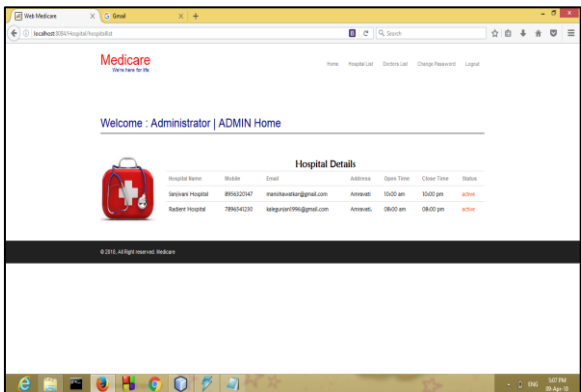 Web Medicare
Gmail
localhost:8084/Hospital/hospitallist
Search
Medicare
We're here for life.
Home Hospital List Doctors List Change Password Logout
Welcome : Administrator | ADMIN Home
Hospital Details
Hospital Name Mobile Email Address Open Time Close Time Status
Sanjivani Hospital 8956320147 Amravati 10:00 am 10:00 pm active
Radient Hospital 7896541230 kalegunjan1996@gmail.com Amravati. 08:00 am 08:00 pm active
© 2018, All Right reserved. Medicare
ENG
5:07 PM
09-Apr-18